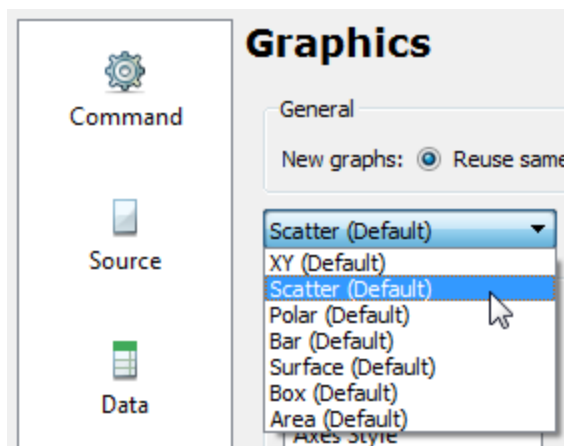 Graphics
Command
General
New graphs: Reuse same
Source
Scatter (Default)
XY (Default)
Scatter (Default)
Polar (Default)
Bar (Default)
Surface (Default)
Box (Default)
Area (Default)
Data
Axes Style